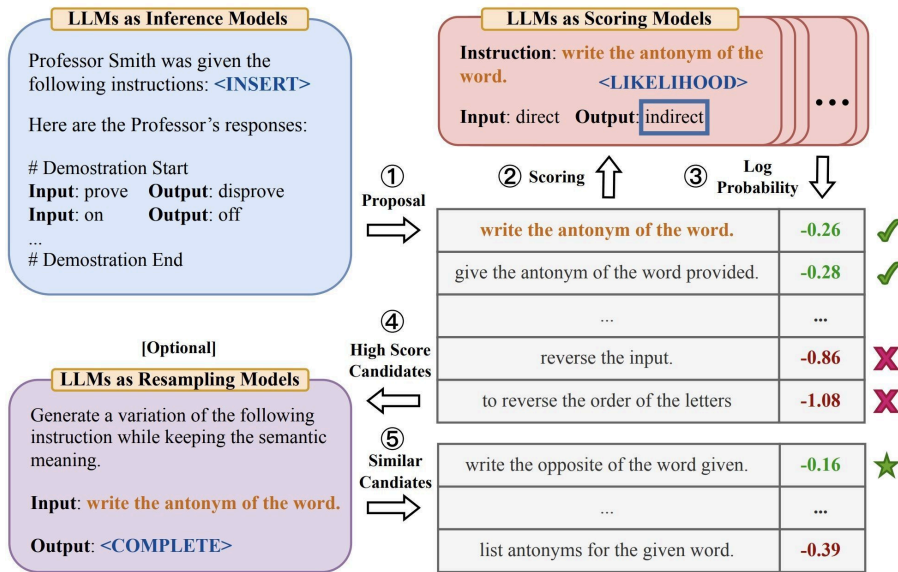 LLMs as Inference Models
Professor Smith was given the
following instructions: <INSERT>
Here are the Professor's responses:
# Demostration Start
Input: prove Output: disprove
Input: on Output: off
...
# Demostration End
LLMs as Scoring Models
Instruction: write the antonym of the
word.
<LIKELIHOOD>
Input: direct Output: indirect
...
① Proposal
② Scoring
③ Log
Probability
write the antonym of the word. -0.26
give the antonym of the word provided. -0.28
... ...
reverse the input. -0.86
to reverse the order of the letters -1.08
④
High Score
Candidates
[Optional]
LLMs as Resampling Models
Generate a variation of the following
instruction while keeping the semantic
meaning.
Input: write the antonym of the word.
Output: <COMPLETE>
⑤
Similar
Candiates
write the opposite of the word given. -0.16
... ...
list antonyms for the given word. -0.39